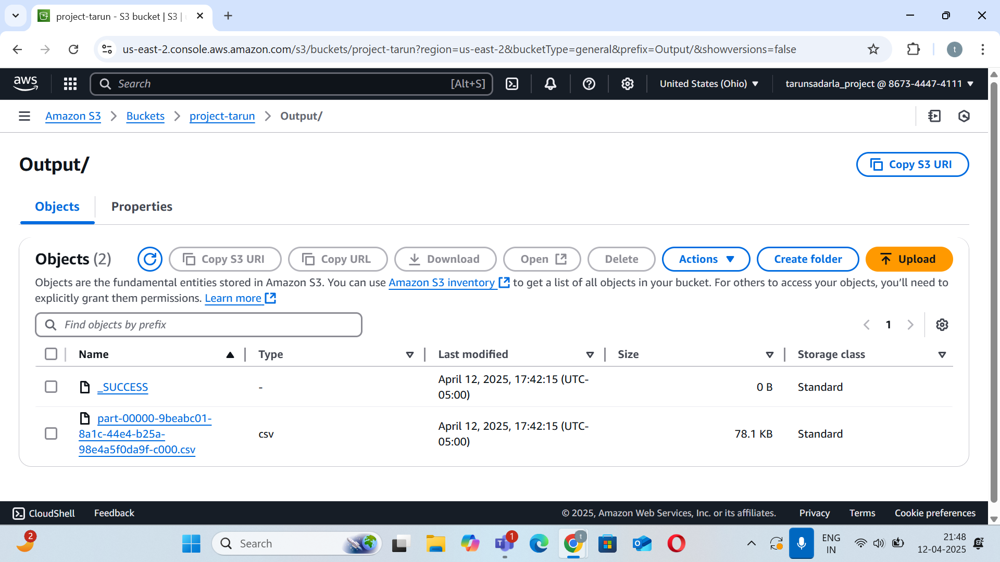 project-tarun - S3 bucket | S3 |
us-east-2.console.aws.amazon.com/s3/buckets/project-tarun?region=us-east-2&bucketType=general&prefix=Output/&showversions=false
t
aws
Search
[Alt+S]
United States (Ohio)
tarunsadarla_project @ 8673-4447-4111
Amazon S3
Buckets
project-tarun
Output/
Output/
Copy S3 URI
Objects
Properties
Objects (2)
Copy S3 URI
Copy URL
Download
Open
Delete
Actions
Create folder
Upload
Objects are the fundamental entities stored in Amazon S3. You can use Amazon S3 inventory to get a list of all objects in your bucket. For others to access your objects, you'll need to
explicitly grant them permissions. Learn more
Find objects by prefix
1
Name
Type
Last modified
Size
Storage class
_SUCCESS
-
April 12, 2025, 17:42:15 (UTC-
05:00)
0 B
Standard
part-00000-9beabc01-
8a1c-44e4-b25a-
98e4a5f0da9f-c000.csv
csv
April 12, 2025, 17:42:15 (UTC-
05:00)
78.1 KB
Standard
CloudShell
Feedback
© 2025, Amazon Web Services, Inc. or its affiliates.
Privacy
Terms
Cookie preferences
2
Search
1
t
ENG
IN
21:48
12-04-2025